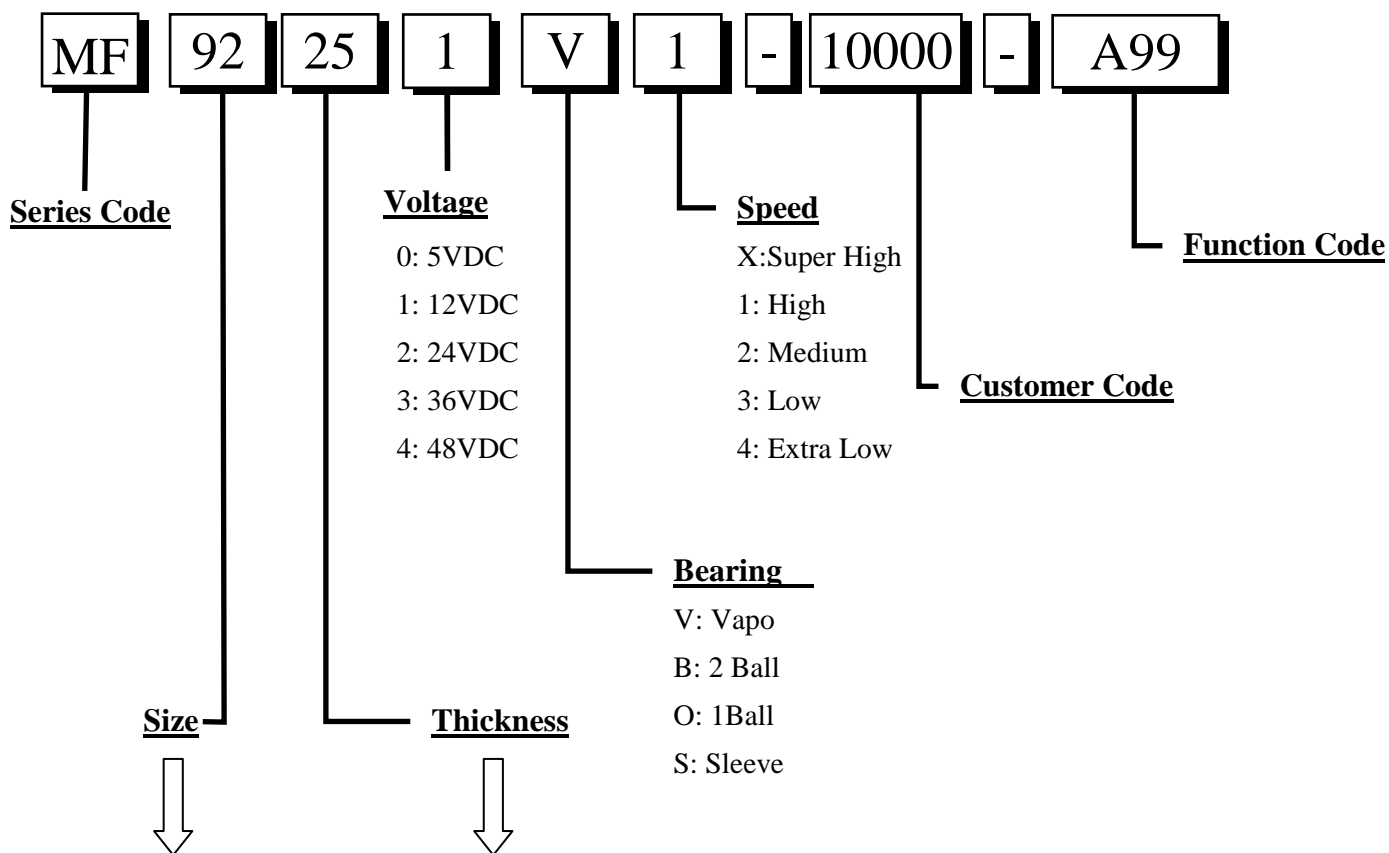 MF 92 25 1 V 1 - 10000 - A99
Series Code
Voltage
0: 5VDC
1: 12VDC
2: 24VDC
3: 36VDC
4: 48VDC
Speed
X:Super High
1: High
2: Medium
3: Low
4: Extra Low
Function Code
Customer Code
Bearing
V: Vapo
B: 2 Ball
O: 1Ball
S: Sleeve
Size
Thickness